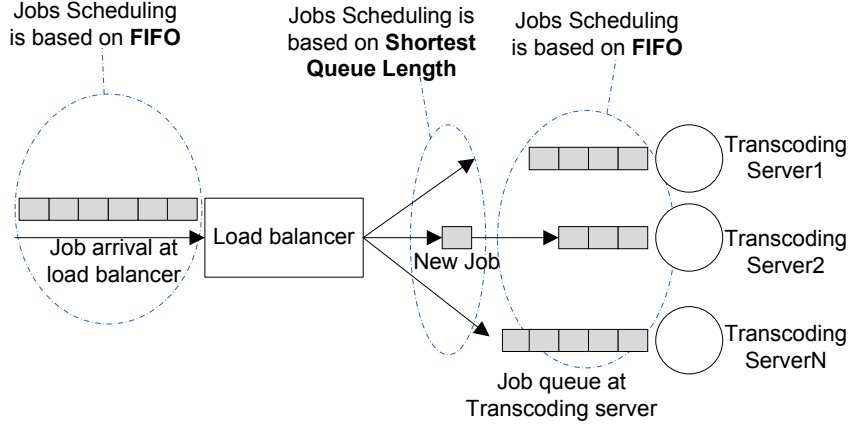 Jobs Scheduling
is based on FIFO
Jobs Scheduling is
based on Shortest
Queue Length
Jobs Scheduling
is based on FIFO
Transcoding
Server1
Load balancer
Job arrival at
load balancer
New Job
Transcoding
Server2
Transcoding
ServerN
Job queue at
Transcoding server